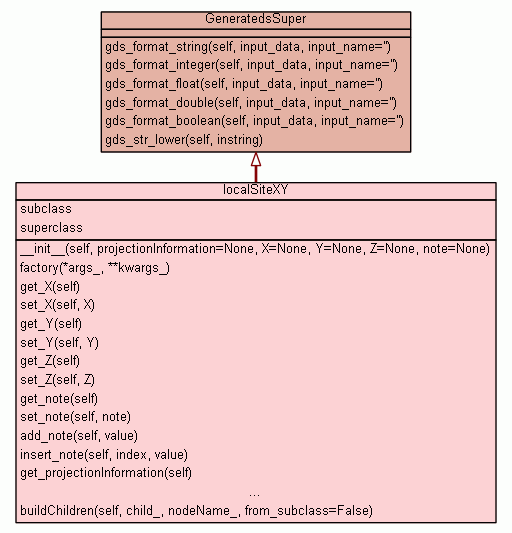 GeneratedsSuper
gds_format_string(self, input_data, input_name='')
gds_format_integer(self, input_data, input_name='')
gds_format_float(self, input_data, input_name='')
gds_format_double(self, input_data, input_name='')
gds_format_boolean(self, input_data, input_name='')
gds_str_lower(self, instring)
localSiteXY
subclass
superclass
__init__(self, projectionInformation=None, X=None, Y=None, Z=None, note=None)
factory(*args_, **kwargs_)
get_X(self)
set_X(self, X)
get_Y(self)
set_Y(self, Y)
get_Z(self)
set_Z(self, Z)
get_note(self)
set_note(self, note)
add_note(self, value)
insert_note(self, index, value)
get_projectionInformation(self)
...
buildChildren(self, child_, nodeName_, from_subclass=False)